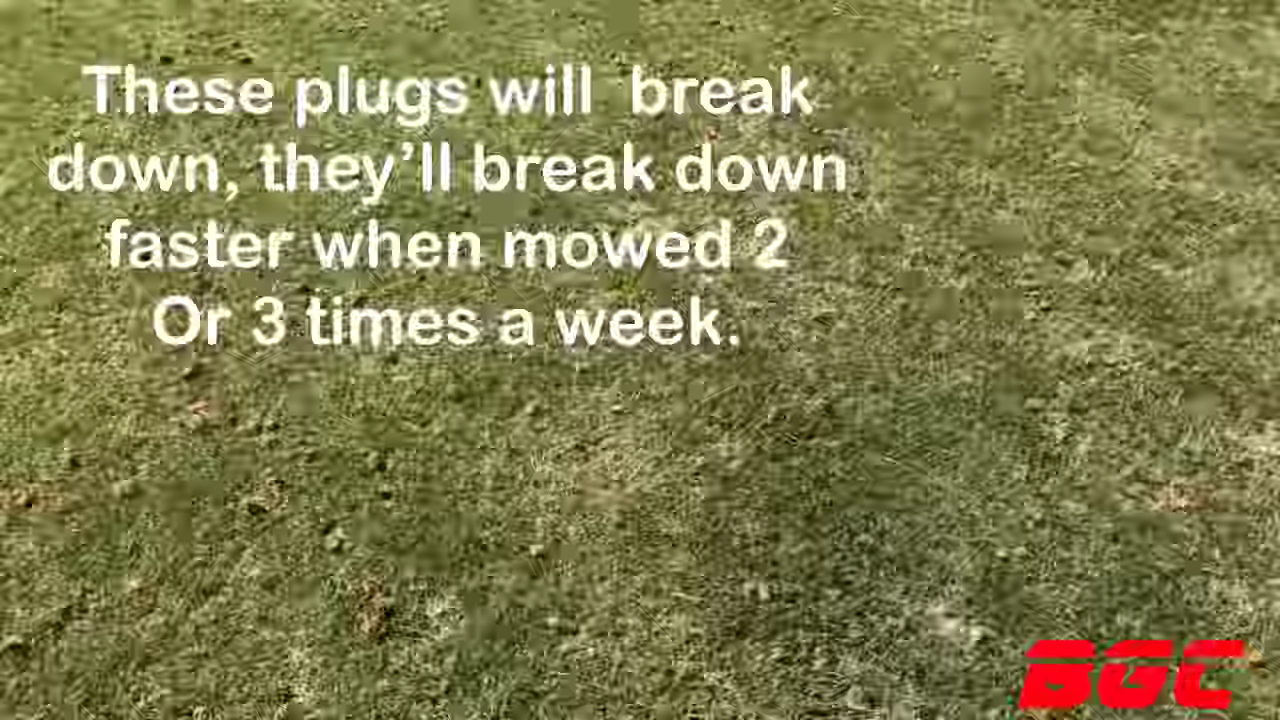 These plugs will break
down, they’ll break down
faster when mowed 2
Or 3 times a week.
BGC